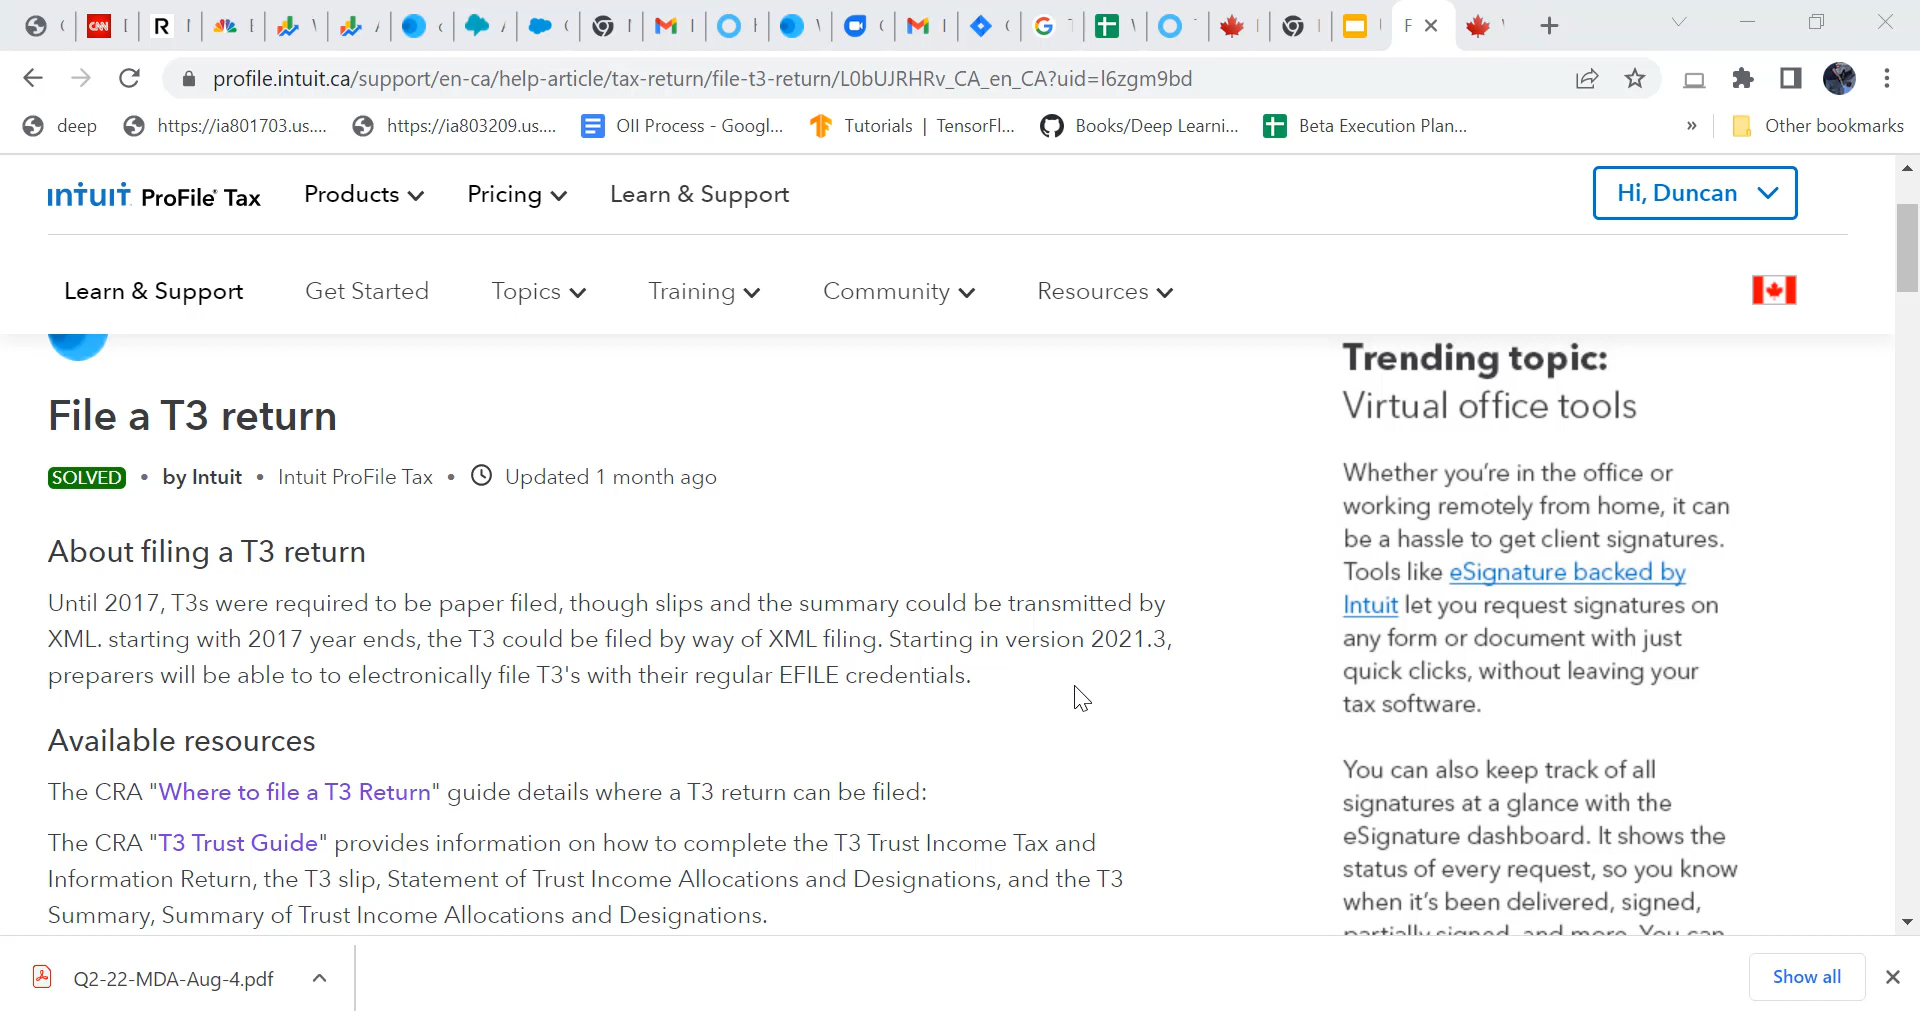 profile.intuit.ca/support/en-ca/help-article/tax-return/file-t3-return/L0bUJRHRv_CA_en_CA?uid=l6zgm9bd
deep
https://ia801703.us....
https://ia803209.us....
OII Process - Googl...
Tutorials | TensorFl...
Books/Deep Learni...
Beta Execution Plan...
»
Other bookmarks
ıntuıt ProFile® Tax
Products
Pricing
Learn & Support
Hi, Duncan
Learn & Support
Get Started
Topics
Training
Community
Resources
File a T3 return
SOLVED • by Intuit • Intuit ProFile Tax • Updated 1 month ago
About filing a T3 return
Until 2017, T3s were required to be paper filed, though slips and the summary could be transmitted by
XML. starting with 2017 year ends, the T3 could be filed by way of XML filing. Starting in version 2021.3,
preparers will be able to to electronically file T3's with their regular EFILE credentials.
Available resources
The CRA "Where to file a T3 Return" guide details where a T3 return can be filed:
The CRA "T3 Trust Guide" provides information on how to complete the T3 Trust Income Tax and
Information Return, the T3 slip, Statement of Trust Income Allocations and Designations, and the T3
Summary, Summary of Trust Income Allocations and Designations.
Trending topic:
Virtual office tools
Whether you're in the office or
working remotely from home, it can
be a hassle to get client signatures.
Tools like eSignature backed by
Intuit let you request signatures on
any form or document with just
quick clicks, without leaving your
tax software.
You can also keep track of all
signatures at a glance with the
eSignature dashboard. It shows the
status of every request, so you know
when it's been delivered, signed,
partially signed, and more. You can
Q2-22-MDA-Aug-4.pdf
Show all